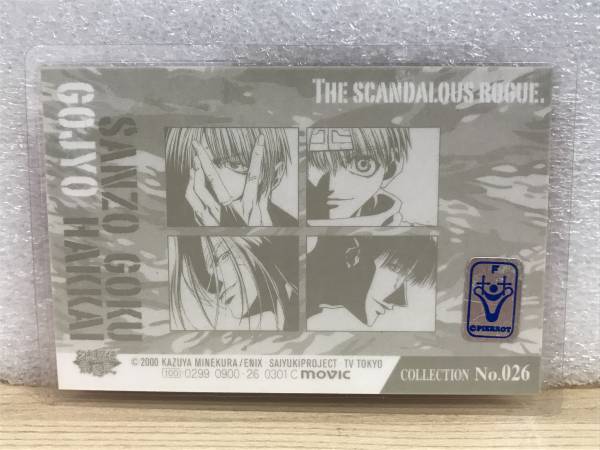 THE SCANDALOUS ROGUE.
SANZO GOKU
GOJYO HAKKAI
F
©PIERROT
© 2000 KAZUYA MINEKURA/ENIX SAIYUKIPROJECT · TV TOKYO
100 0299 0900-26 0301 C movic
COLLECTION No.026